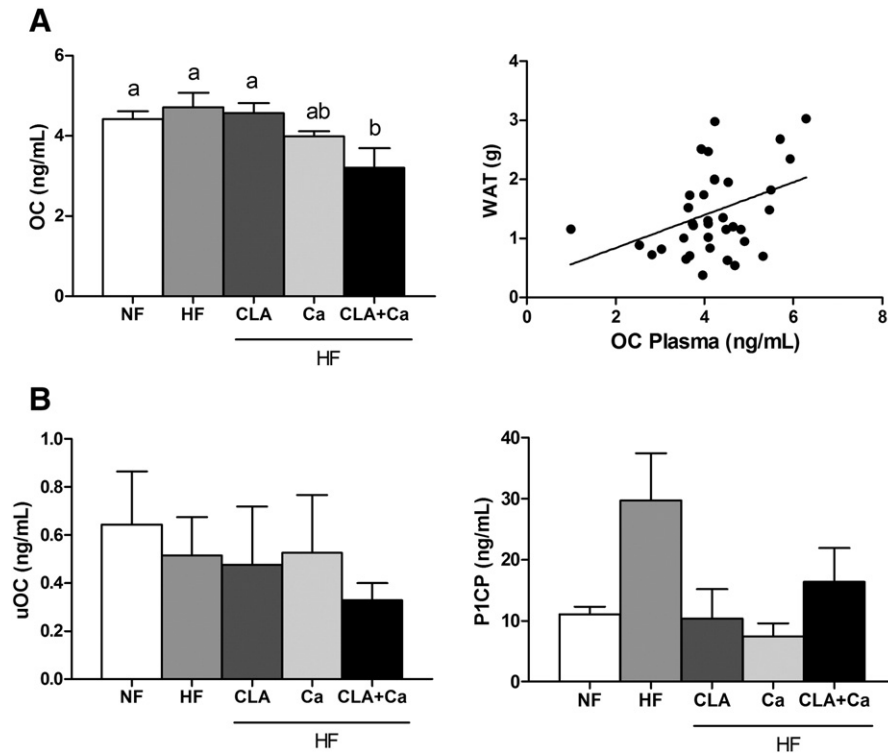 A
OC (ng/mL)
6
4
2
0
a
a
a
ab
b
NF HF CLA Ca CLA+Ca
HF
WAT (g)
4
3
2
1
0
0 2 4 6 8
OC Plasma (ng/mL)
B
uOC (ng/mL)
1.0
0.8
0.6
0.4
0.2
0.0
NF HF CLA Ca CLA+Ca
HF
P1CP (ng/mL)
40
30
20
10
0
NF HF CLA Ca CLA+Ca
HF